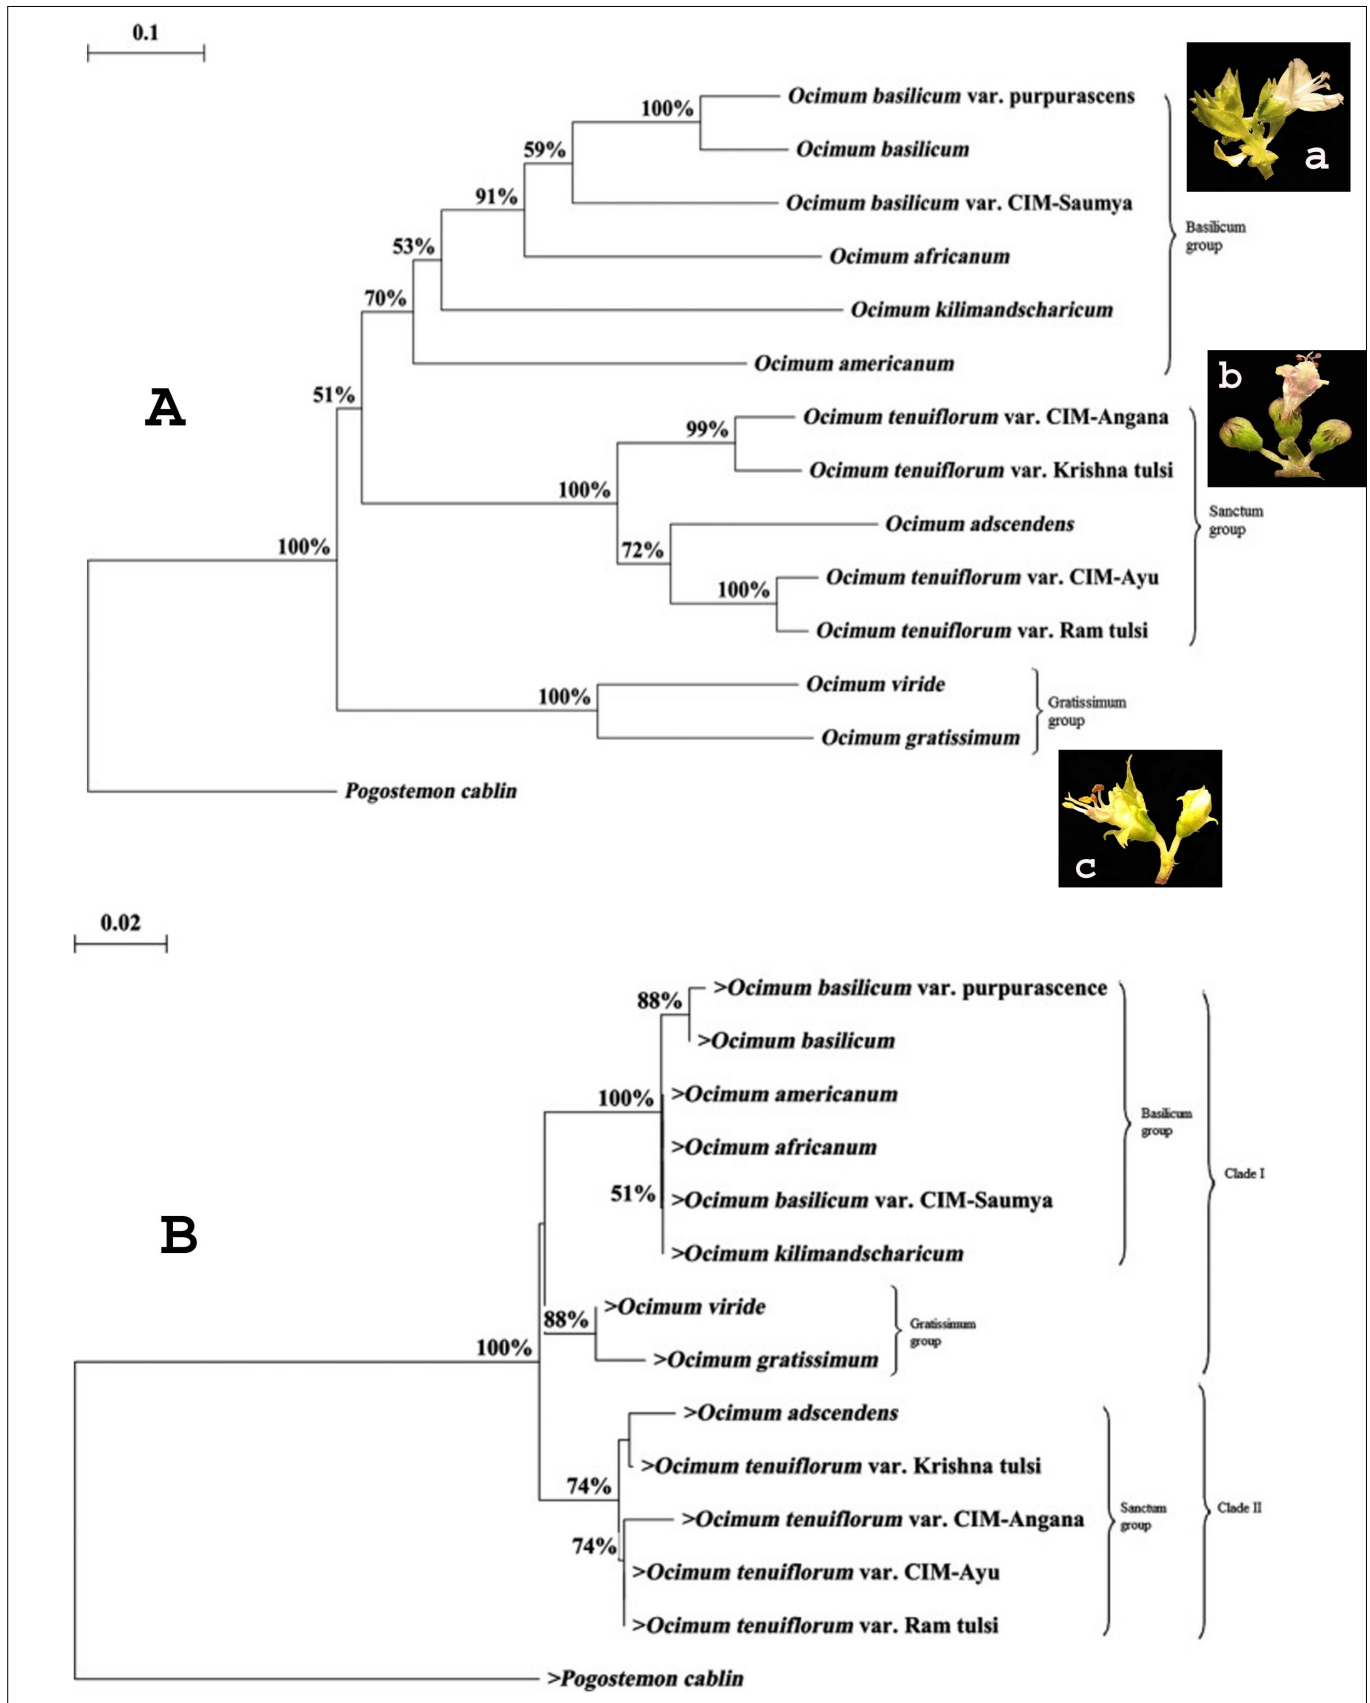 0.1
100%
Ocimum basilicum var. purpurascens
59%
Ocimum basilicum
a
91%
Ocimum basilicum var. CIM-Saumya
Basilicum
group
53%
Ocimum africanum
70%
Ocimum kilimandscharicum
Ocimum americanum
b
51%
A
Ocimum tenuiflorum var. CIM-Angana
99%
Ocimum tenuiflorum var. Krishna tulsi
100%
Sanctum
group
Ocimum adscendens
100%
72%
Ocimum tenuiflorum var. CIM-Ayu
100%
Ocimum tenuiflorum var. Ram tulsi
Ocimum viride
100%
Gratissimum
group
Ocimum gratissimum
Pogostemon cablin
c
0.02
>Ocimum basilicum var. purpurascence
88%
>Ocimum basilicum
100%
>Ocimum americanum
Basilicum
group
>Ocimum africanum
Clade I
51%
>Ocimum basilicum var. CIM-Saumya
B
>Ocimum kilimandscharicum
>Ocimum viride
88%
Gratissimum
group
100%
>Ocimum gratissimum
>Ocimum adscendens
>Ocimum tenuiflorum var. Krishna tulsi
74%
Sanctum
group
Clade II
>Ocimum tenuiflorum var. CIM-Angana
74%
>Ocimum tenuiflorum var. CIM-Ayu
>Ocimum tenuiflorum var. Ram tulsi
>Pogostemon cablin